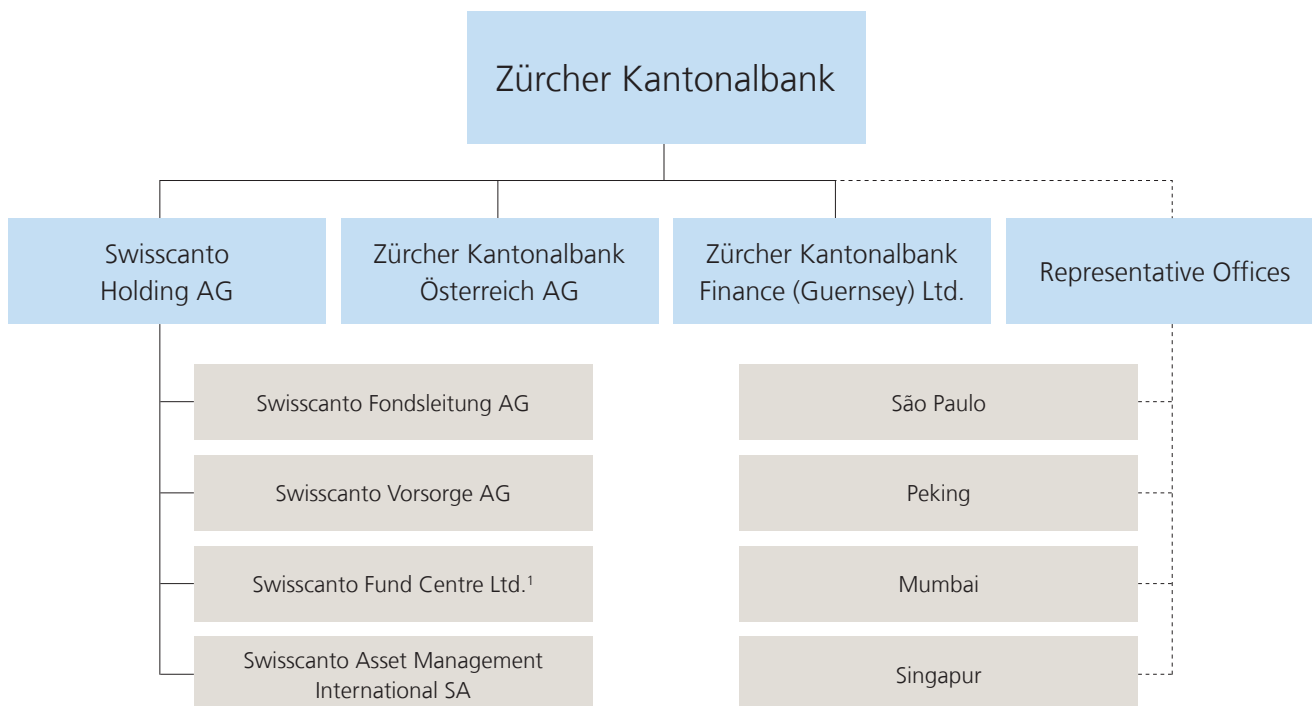 Zürcher Kantonalbank
Swisscanto
Holding AG
Zürcher Kantonalbank
Österreich AG
Zürcher Kantonalbank
Finance (Guernsey) Ltd.
Representative Offices
Swisscanto Fondsleitung AG
Swisscanto Vorsorge AG
Swisscanto Fund Centre Ltd.¹
Swisscanto Asset Management
International SA
São Paulo
Peking
Mumbai
Singapur